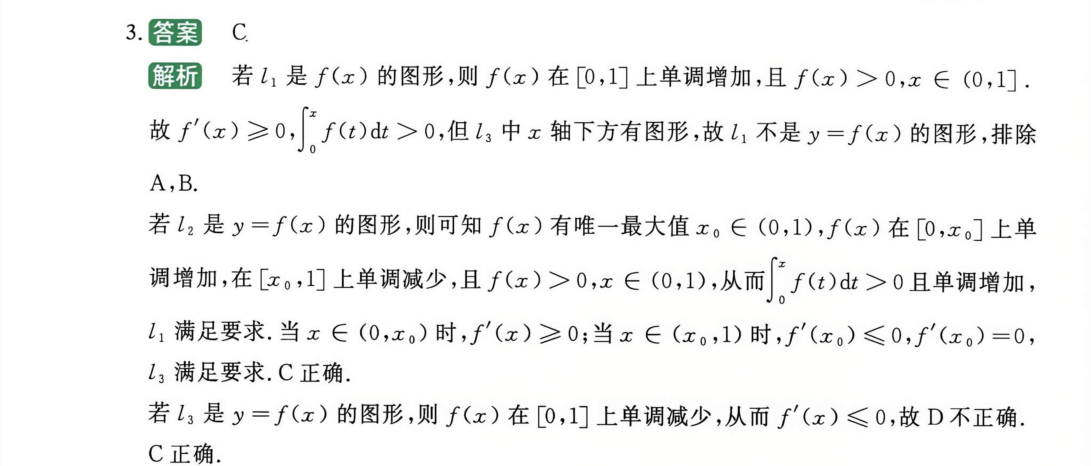 3. 答案 C.
解析 若 l₁ 是 f(x) 的图形,则 f(x) 在 [0,1] 上单调增加,且 f(x) > 0,x ∈ (0,1].
故 f′(x) ≥ 0,∫₀ˣ f(t)dt > 0,但 l₃ 中 x 轴下方有图形,故 l₁ 不是 y = f(x) 的图形,排除
A,B.
若 l₂ 是 y = f(x) 的图形,则可知 f(x) 有唯一最大值 x₀ ∈ (0,1),f(x) 在 [0,x₀] 上单
调增加,在 [x₀,1] 上单调减少,且 f(x) > 0,x ∈ (0,1),从而 ∫₀ˣ f(t)dt > 0 且单调增加,
l₁ 满足要求. 当 x ∈ (0,x₀) 时,f′(x) ≥ 0;当 x ∈ (x₀,1) 时,f′(x₀) ≤ 0,f′(x₀) = 0,
l₃ 满足要求. C 正确.
若 l₃ 是 y = f(x) 的图形,则 f(x) 在 [0,1] 上单调减少,从而 f′(x) ≤ 0,故 D 不正确.
C 正确.